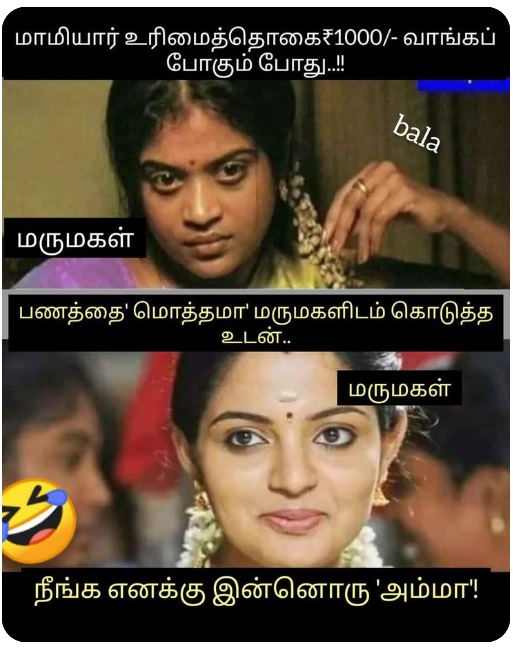 மாமியார் உரிமைத்தொகை₹1000/- வாங்கப்
போகும் போது..!!
bala
மருமகள்
பணத்தை' மொத்தமா' மருமகளிடம் கொடுத்த
உடன்..
மருமகள்
நீங்க எனக்கு இன்னொரு 'அம்மா'!